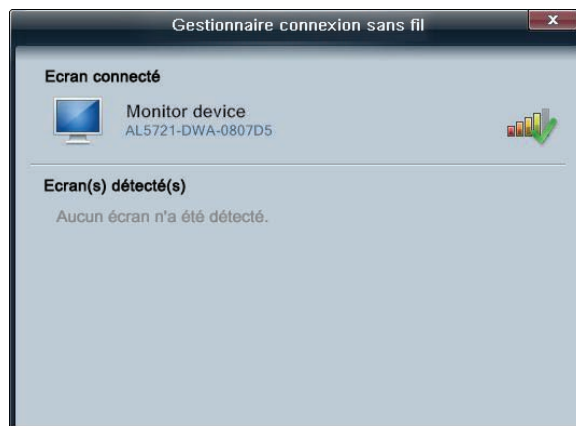 Gestionnaire connexion sans fil
x
Ecran connecté
Monitor device
AL5721-DWA-0807D5
Ecran(s) détecté(s)
Aucun écran n'a été détecté.